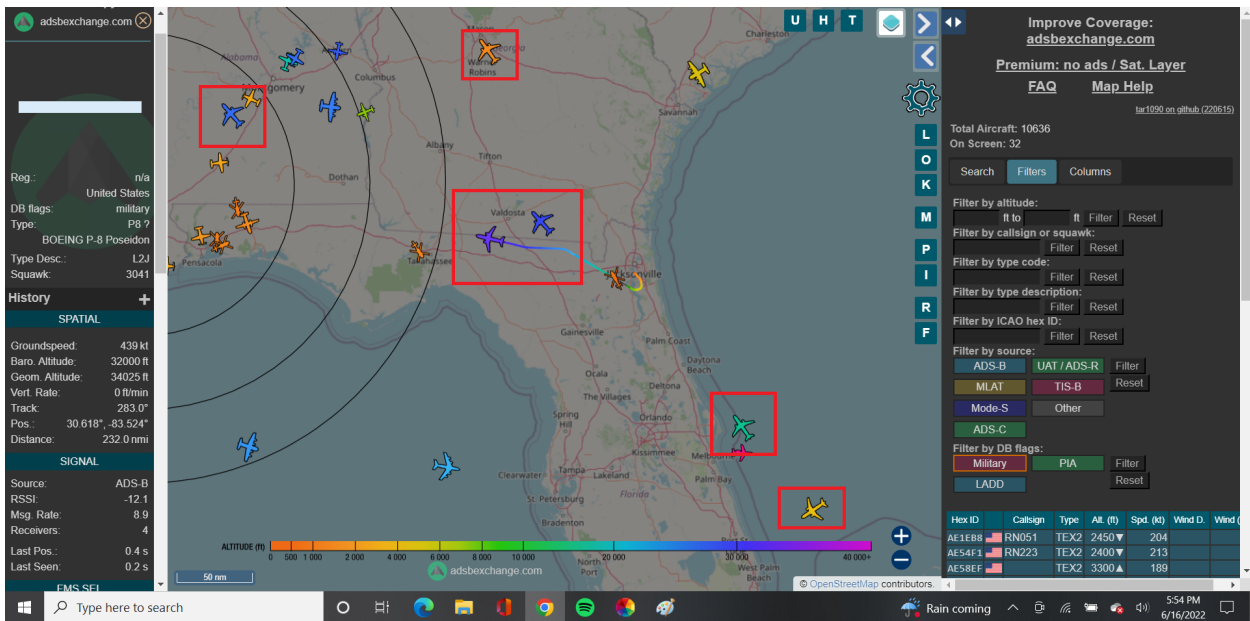 adsbexchange.com
Reg.: n/a
United States
DB flags: military
Type: P8 ?
BOEING P-8 Poseidon
Type Desc.: L2J
Squawk: 3041
History +
SPATIAL
Groundspeed: 439 kt
Baro. Altitude: 32000 ft
Geom. Altitude: 34025 ft
Vert. Rate: 0 ft/min
Track: 283.0°
Pos.: 30.618°, -83.524°
Distance: 232.0 nmi
SIGNAL
Source: ADS-B
RSSI: -12.1
Msg. Rate: 8.9
Receivers: 4
Last Pos.: 0.4 s
Last Seen: 0.2 s
FMS SEL
Alabama
Montgomery
Columbus
Macon
Georgia
Warner
Robins
Charleston
Savannah
Albany
Tifton
Dothan
Valdosta
Pensacola
Tallahassee
Gainesville
Palm Coast
Daytona
Beach
Ocala
The Villages
Deltona
Spring
Hill
Orlando
Kissimmee
Clearwater
Tampa
Lakeland
Palm Bay
St. Petersburg
Florida
Bradenton
North
Port
West Palm
Beach
U H T
L
O
K
M
P
I
R
F
ALTITUDE (ft)
0 500 1 000 2 000 4 000 6 000 8 000 10 000 20 000 30 000 40 000+
adsbexchange.com
50 nm
© OpenStreetMap contributors.
Improve Coverage:
adsbexchange.com
Premium: no ads / Sat. Layer
FAQ Map Help
tar1090 on github (220615)
Total Aircraft: 10636
On Screen: 32
Search Filters Columns
Filter by altitude:
ft to ft Filter Reset
Filter by callsign or squawk:
Filter Reset
Filter by type code:
Filter Reset
Filter by type description:
Filter Reset
Filter by ICAO hex ID:
Filter Reset
Filter by source:
ADS-B UAT / ADS-R Filter
MLAT TIS-B Reset
Mode-S Other
ADS-C
Filter by DB flags:
Military PIA Filter
LADD Reset
Hex ID Callsign Type Alt. (ft) Spd. (kt) Wind D. Wind (
AE1EB8 RN051 TEX2 2450▼ 204
AE54F1 RN223 TEX2 2400▼ 213
AE58EF TEX2 3300▲ 189
Type here to search
Rain coming
5:54 PM
6/16/2022